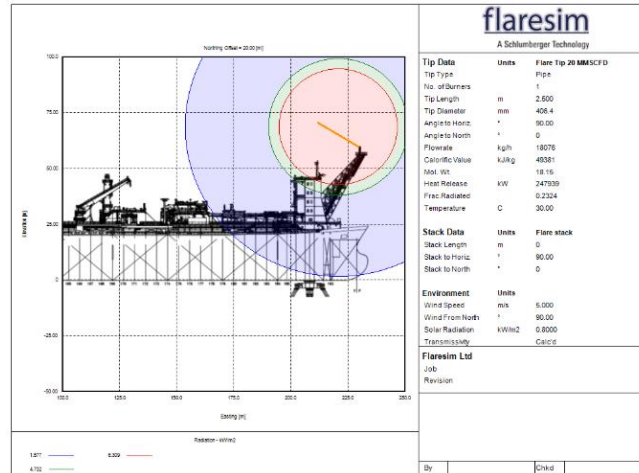 flaresim
A Schlumberger Technology
Northing Offset = 20.00 [m]
100.0
75.00
50.00
25.00
0
-25.00
-50.00
100.0 125.0 150.0 175.0 200.0 225.0 250.0
Easting [m]
Radiation - kW/m2
1.577
4.732
Tip Data Units Flare Tip 20 MMSCFD
Tip Type Pipe
No. of Burners 1
Tip Length m 2.500
Tip Diameter mm 406.4
Angle to Horiz. ° 90.00
Angle to North ° 0
Flowrate kg/h 18076
Calorific Value kJ/kg 49381
Mol. Wt. 18.16
Heat Release kW 247939
Frac.Radiated 0.2324
Temperature C 30.00
Stack Data Units Flare stack
Stack Length m 0
Stack to Horiz ° 90.00
Stack to North ° 0
Environment Units
Wind Speed m/s 5.000
Wind From North ° 90.00
Solar Radiation kW/m2 0.8000
Transmissivity Calc'd
Flaresim Ltd
Job
Revision
By Chkd